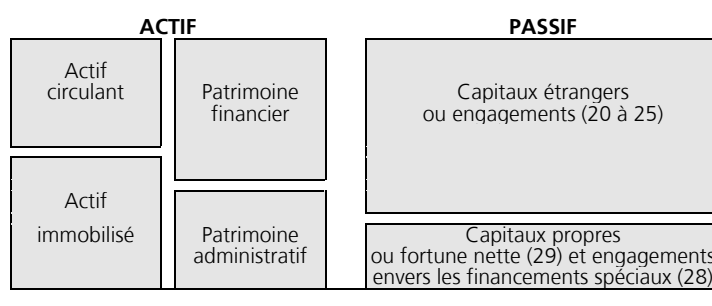 ACTIF
PASSIF
Actif
circulant
Patrimoine
financier
Capitaux étrangers
ou engagements (20 à 25)
Actif
immobilisé
Patrimoine
administratif
Capitaux propres
ou fortune nette (29) et engagements
envers les financements spéciaux (28)